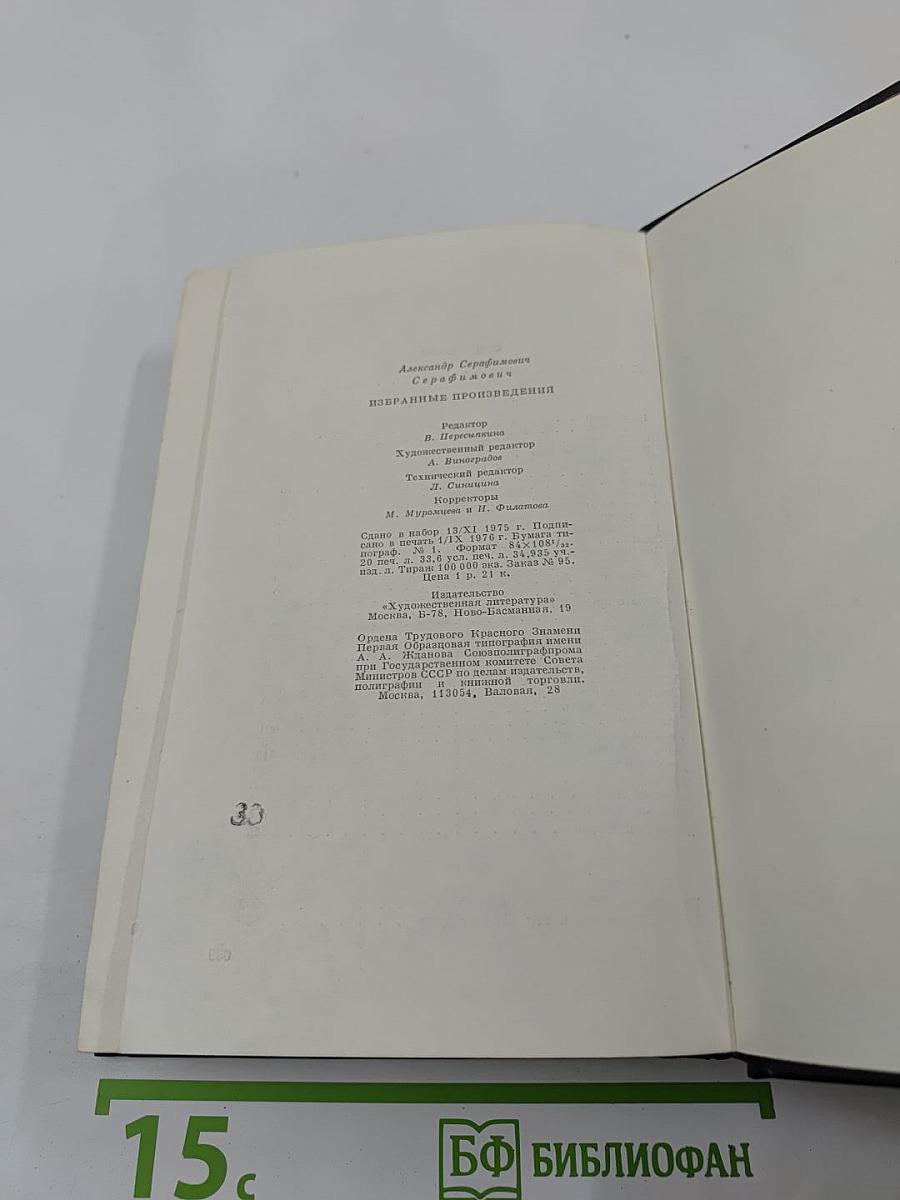 Александр Серафимович
Серафимович
ИЗБРАННЫЕ ПРОИЗВЕДЕНИЯ
Редактор
В. Пересыпкина
Художественный редактор
А. Виноградов
Технический редактор
Л. Синицина
Корректоры
М. Муромцева и Н. Филатова
Сдано в набор 13/XI 1975 г. Подпи-
сано в печать 1/IX 1976 г. Бумага ти-
пограф. № 1. Формат 84×108¹/₃₂.
20 печ. л. 33,6 усл. печ. л. 34,935 уч.-
изд. л. Тираж 100 000 экз. Заказ № 95.
Цена 1 р. 21 к.
Издательство
«Художественная литература»
Москва, Б-78, Ново-Басманная, 19
Ордена Трудового Красного Знамени
Первая Образцовая типография имени
А. А. Жданова Союзполиграфпрома
при Государственном комитете Совета
Министров СССР по делам издательств,
полиграфии и книжной торговли.
Москва, 113054, Валовая, 28
33
15 с
БФ БИБЛИОФАН